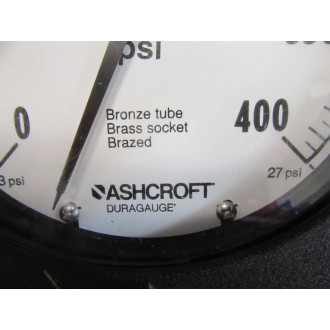 psi
Bronze tube
Brass socket
Brazed
0
400
27 psi
ASHCROFT
DURAGAUGE